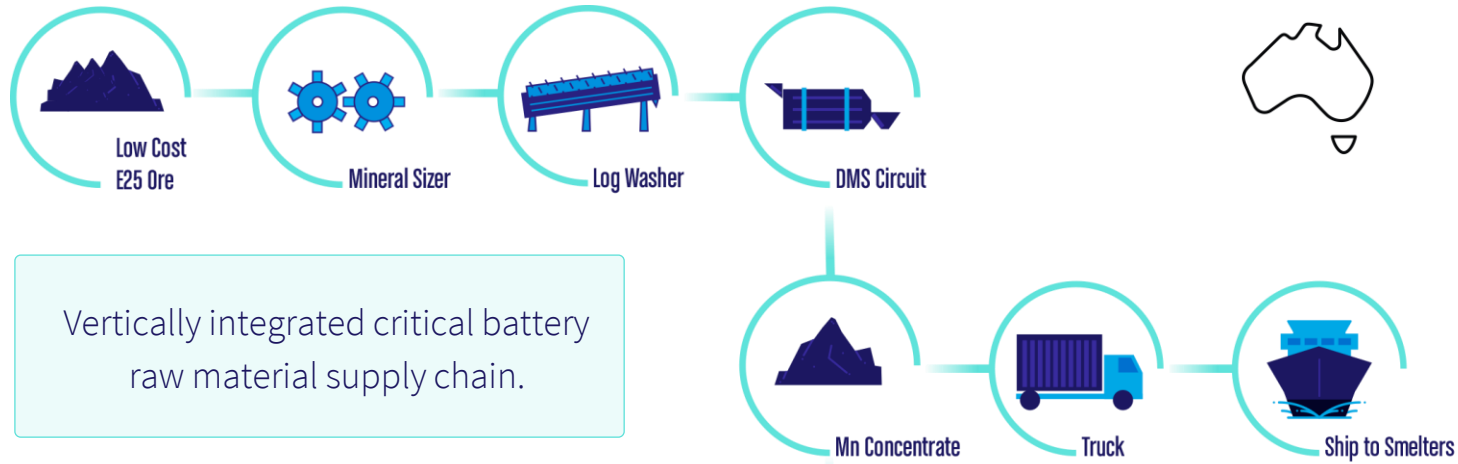 Low Cost
E25 Ore
Mineral Sizer
Log Washer
DMS Circuit
Vertically integrated critical battery
raw material supply chain.
Mn Concentrate
Truck
Ship to Smelters